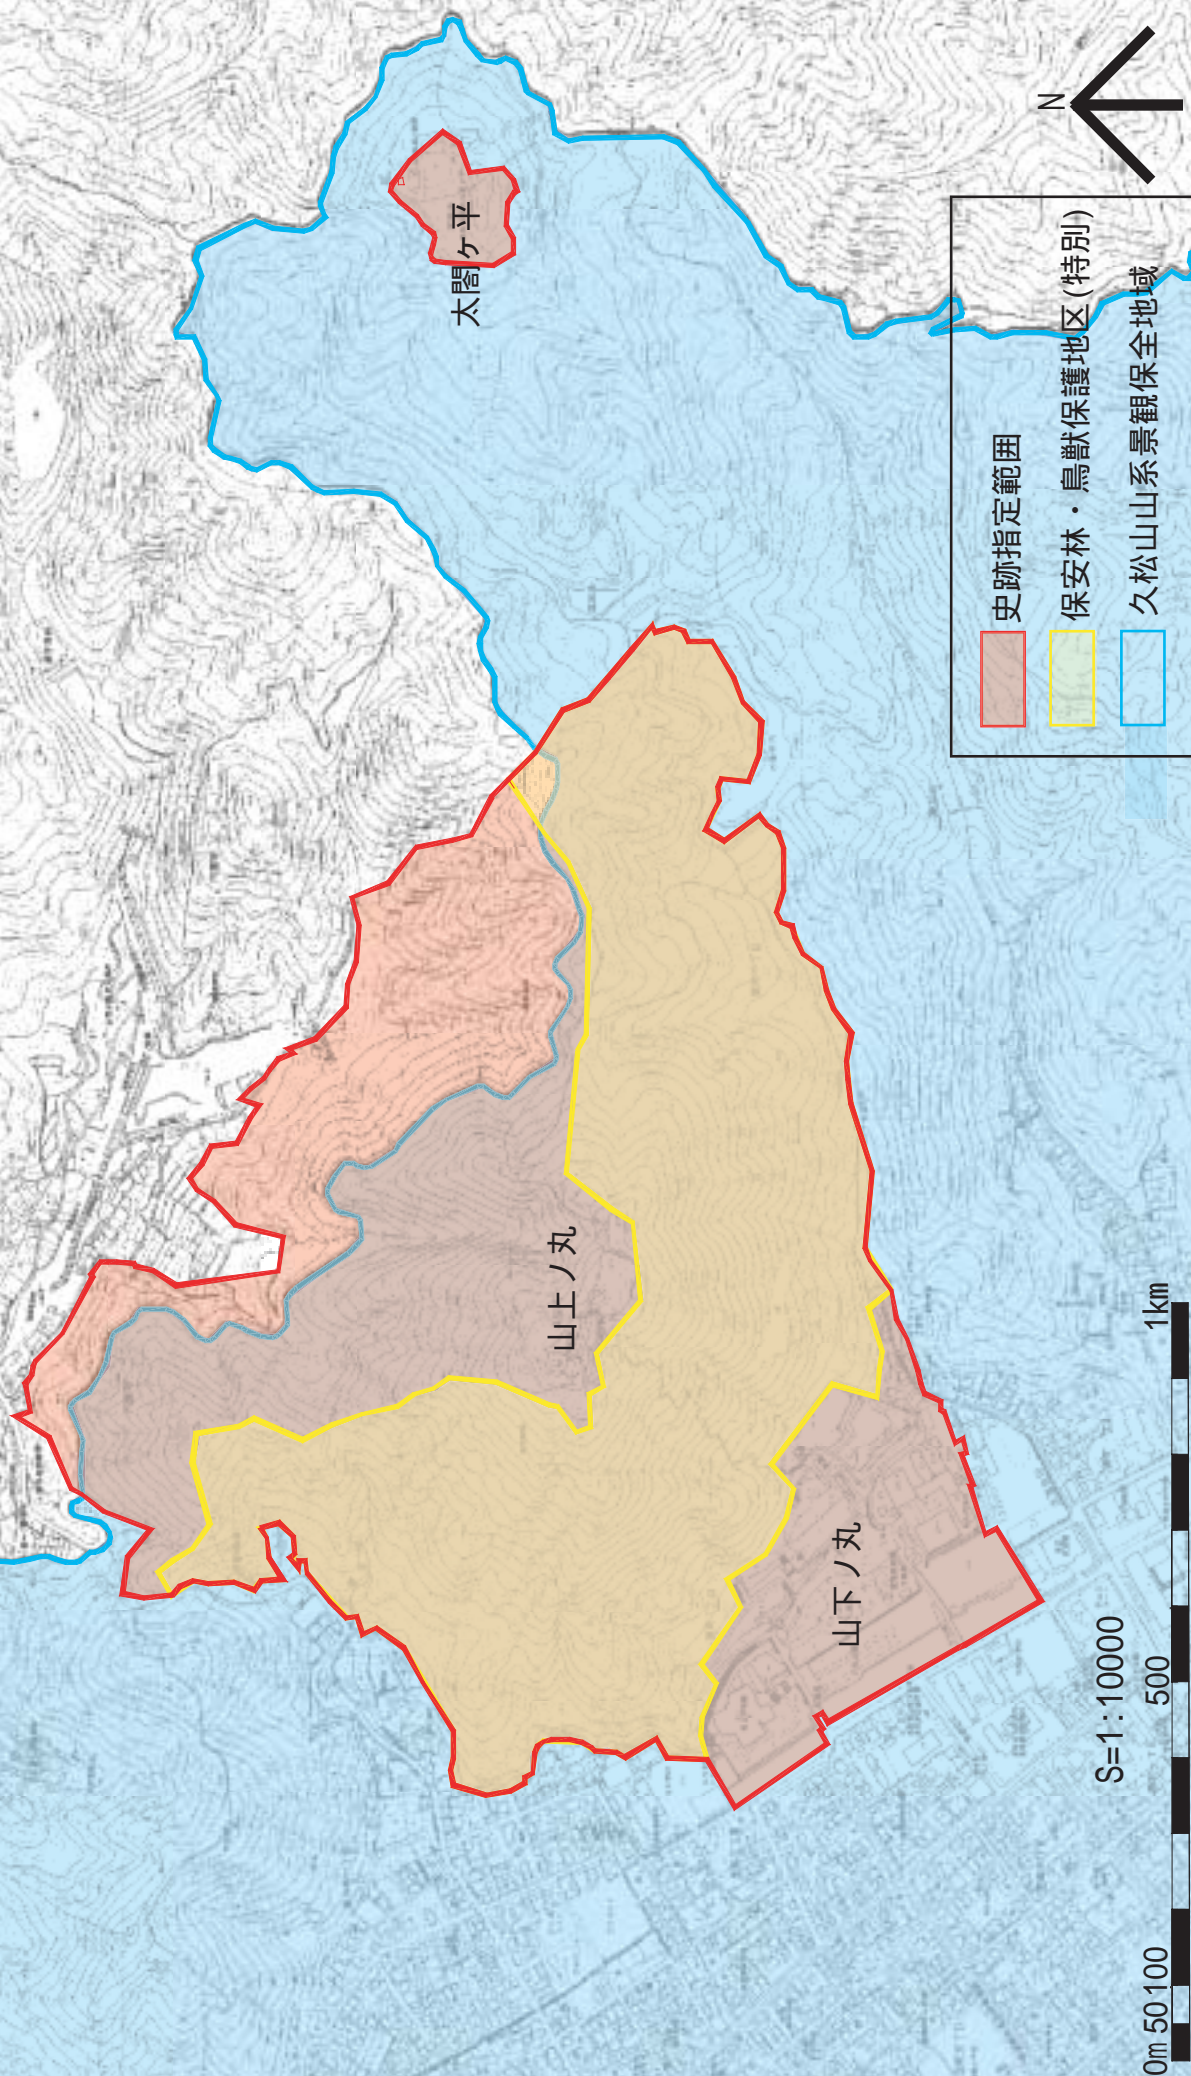 N
太閤ヶ平
山上ノ丸
山下ノ丸
史跡指定範囲
保安林・鳥獣保護地区(特別)
久松山山系景観保全地域
S=1:10000
0m 50 100 500 1km